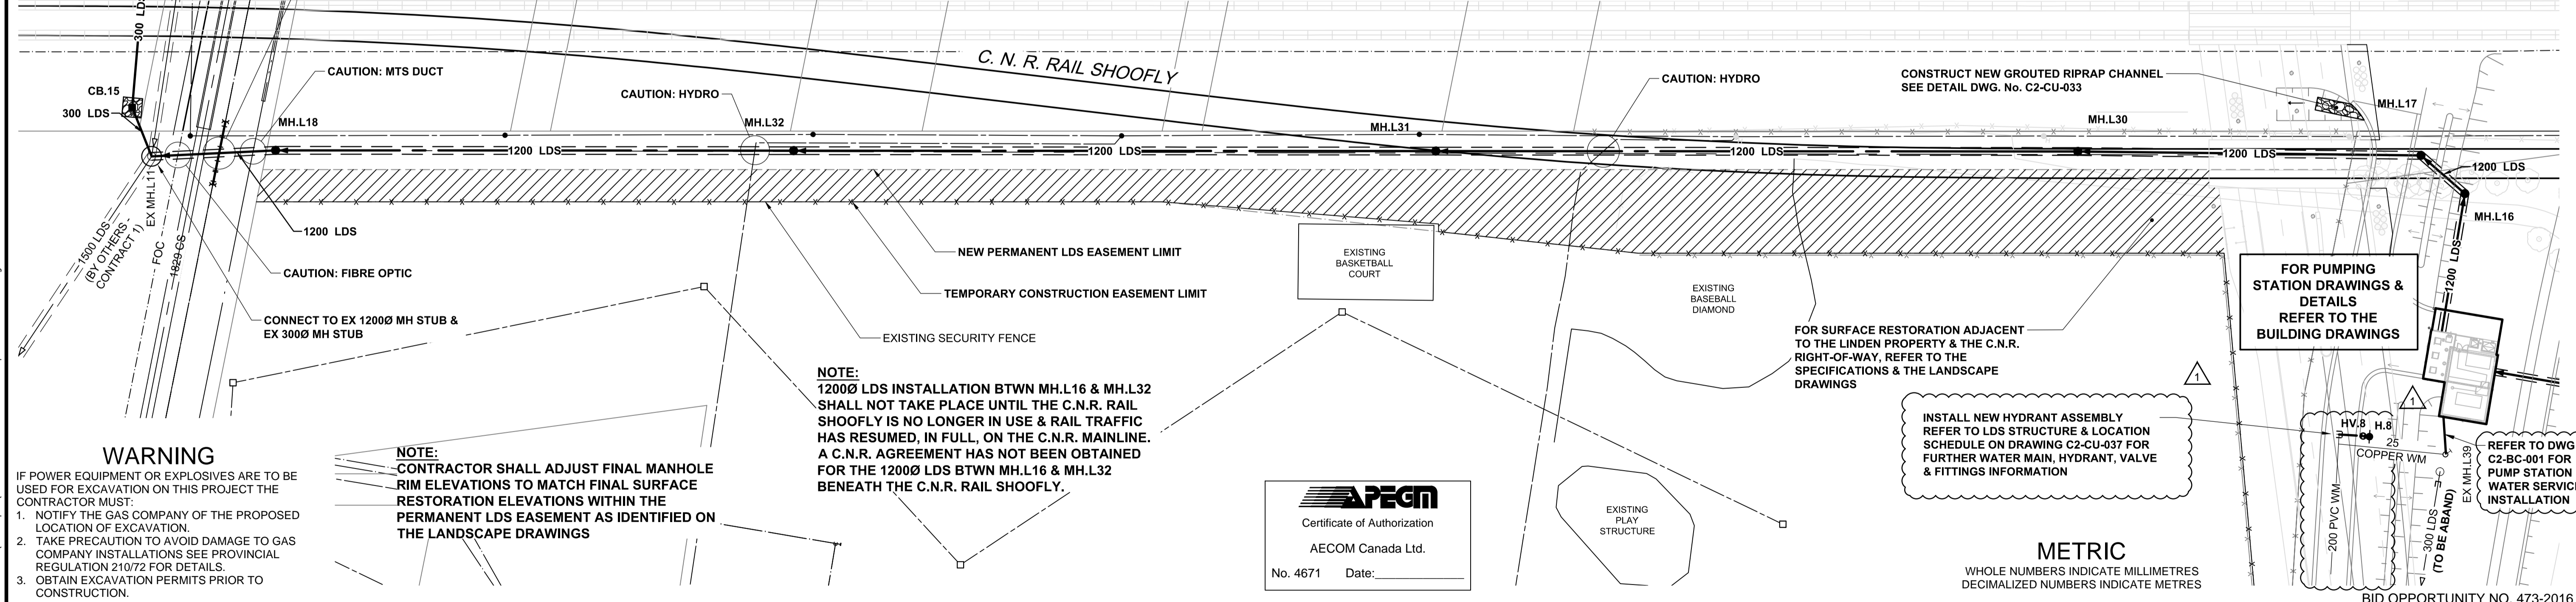 300 LDS
C. N. R. RAIL SHOOFLY
CAUTION: MTS DUCT
CAUTION: HYDRO
CAUTION: HYDRO
CONSTRUCT NEW GROUTED RIPRAP CHANNEL
SEE DETAIL DWG. No. C2-CU-033
CB.15
300 LDS
MH.L18
MH.L32
MH.L31
MH.L30
MH.L17
1200 LDS
1200 LDS
1200 LDS
1200 LDS
1200 LDS
MH.L16
1200 LDS
EX MH.L11
1500 LDS
(BY OTHERS -
CONTRACT 1)
FOC
1829 CS
1200 LDS
CAUTION: FIBRE OPTIC
CONNECT TO EX 1200Ø MH STUB &
EX 300Ø MH STUB
NEW PERMANENT LDS EASEMENT LIMIT
TEMPORARY CONSTRUCTION EASEMENT LIMIT
EXISTING SECURITY FENCE
EXISTING
BASKETBALL
COURT
EXISTING
BASEBALL
DIAMOND
FOR SURFACE RESTORATION ADJACENT
TO THE LINDEN PROPERTY & THE C.N.R.
RIGHT-OF-WAY, REFER TO THE
SPECIFICATIONS & THE LANDSCAPE
DRAWINGS
FOR PUMPING
STATION DRAWINGS &
DETAILS
REFER TO THE
BUILDING DRAWINGS
1
1
INSTALL NEW HYDRANT ASSEMBLY
REFER TO LDS STRUCTURE & LOCATION
SCHEDULE ON DRAWING C2-CU-037 FOR
FURTHER WATER MAIN, HYDRANT, VALVE
& FITTINGS INFORMATION
HV.8 H.8
25
COPPER WM
200 PVC WM
300 LDS
(TO BE ABAND)
EX MH.L39
REFER TO DWG
C2-BC-001 FOR
PUMP STATION
WATER SERVICE
INSTALLATION
NOTE:
1200Ø LDS INSTALLATION BTWN MH.L16 & MH.L32
SHALL NOT TAKE PLACE UNTIL THE C.N.R. RAIL
SHOOFLY IS NO LONGER IN USE & RAIL TRAFFIC
HAS RESUMED, IN FULL, ON THE C.N.R. MAINLINE.
A C.N.R. AGREEMENT HAS NOT BEEN OBTAINED
FOR THE 1200Ø LDS BTWN MH.L16 & MH.L32
BENEATH THE C.N.R. RAIL SHOOFLY.
NOTE:
CONTRACTOR SHALL ADJUST FINAL MANHOLE
RIM ELEVATIONS TO MATCH FINAL SURFACE
RESTORATION ELEVATIONS WITHIN THE
PERMANENT LDS EASEMENT AS IDENTIFIED ON
THE LANDSCAPE DRAWINGS
WARNING
IF POWER EQUIPMENT OR EXPLOSIVES ARE TO BE
USED FOR EXCAVATION ON THIS PROJECT THE
CONTRACTOR MUST:
1. NOTIFY THE GAS COMPANY OF THE PROPOSED
LOCATION OF EXCAVATION.
2. TAKE PRECAUTION TO AVOID DAMAGE TO GAS
COMPANY INSTALLATIONS SEE PROVINCIAL
REGULATION 210/72 FOR DETAILS.
3. OBTAIN EXCAVATION PERMITS PRIOR TO
CONSTRUCTION.
APEGM
Certificate of Authorization
AECOM Canada Ltd.
No. 4671 Date:
EXISTING
PLAY
STRUCTURE
METRIC
WHOLE NUMBERS INDICATE MILLIMETRES
DECIMALIZED NUMBERS INDICATE METRES
BID OPPORTUNITY NO. 473-2016